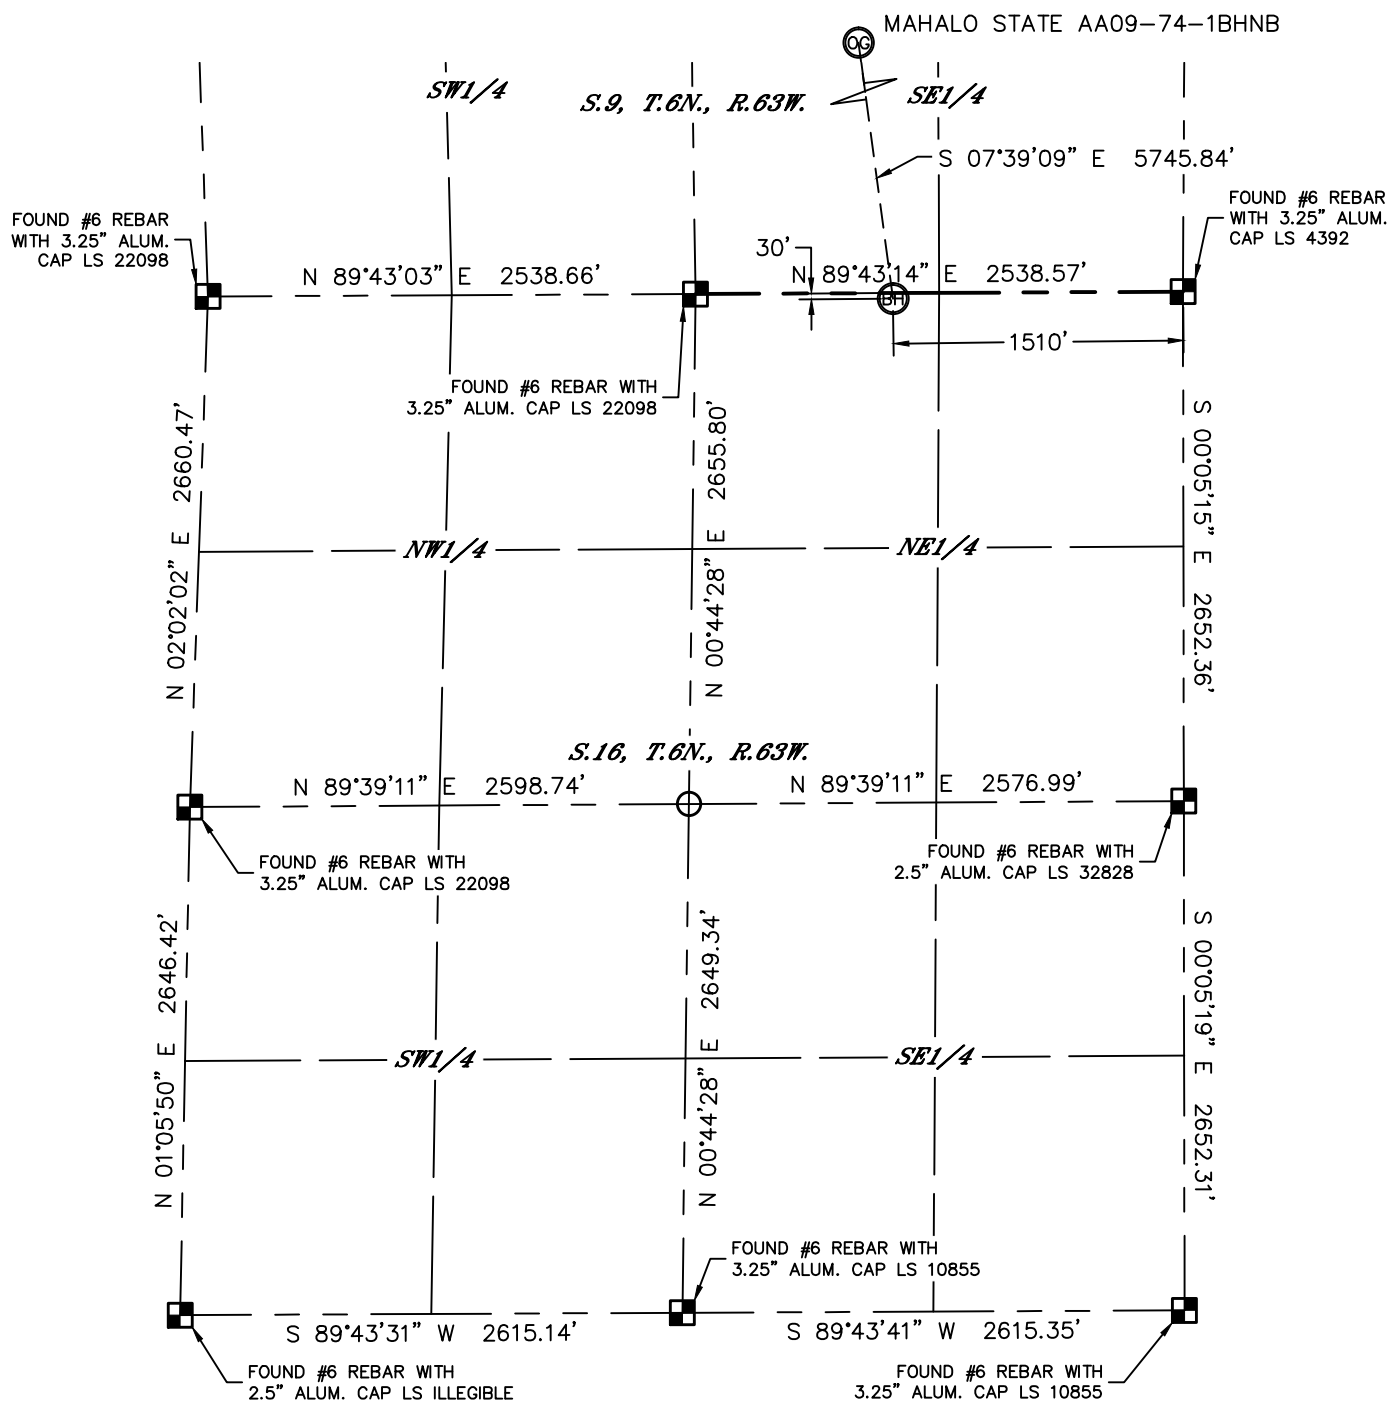 MAHALO STATE AA09-74-1BHNB
OG
SW1/4
S.9, T.6N., R.63W.
SE1/4
S 07°39'09" E 5745.84'
FOUND #6 REBAR
WITH 3.25" ALUM.
CAP LS 22098
FOUND #6 REBAR
WITH 3.25" ALUM.
CAP LS 4392
30'
N 89°43'03" E 2538.66'
N 89°43'14" E 2538.57'
BH
1510'
FOUND #6 REBAR WITH
3.25" ALUM. CAP LS 22098
N 02°02'02" E 2660.47'
N 00°44'28" E 2655.80'
S 00°05'15" E 2652.36'
NW1/4
NE1/4
S.16, T.6N., R.63W.
N 89°39'11" E 2598.74'
N 89°39'11" E 2576.99'
FOUND #6 REBAR WITH
3.25" ALUM. CAP LS 22098
FOUND #6 REBAR WITH
2.5" ALUM. CAP LS 32828
N 01°05'50" E 2646.42'
N 00°44'28" E 2649.34'
S 00°05'19" E 2652.31'
SW1/4
SE1/4
FOUND #6 REBAR WITH
3.25" ALUM. CAP LS 10855
S 89°43'31" W 2615.14'
S 89°43'41" W 2615.35'
FOUND #6 REBAR WITH
2.5" ALUM. CAP LS ILLEGIBLE
FOUND #6 REBAR WITH
3.25" ALUM. CAP LS 10855